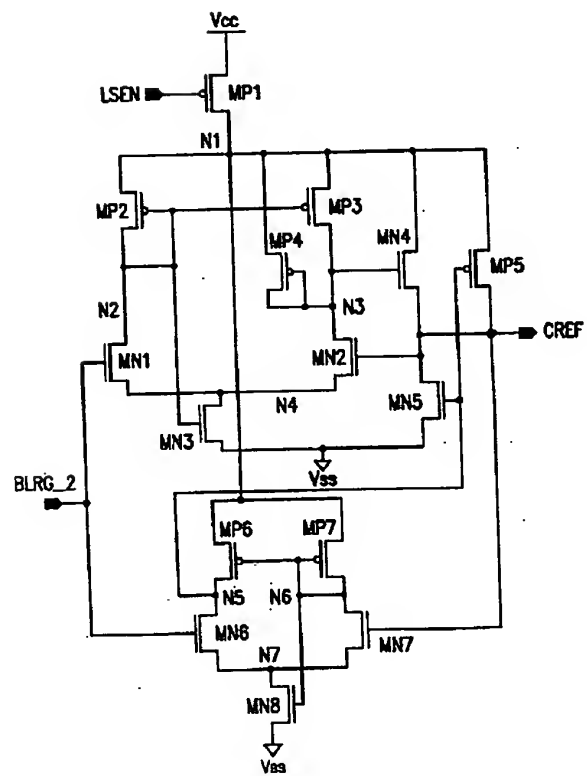 Vcc
LSEN
MP1
N1
MP2
MP3
MP4
MN4
MP5
N2
N3
CREF
MN1
MN2
N4
MN5
MN3
Vss
BLRG_2
MP6
MP7
N5
N6
MN6
MN7
N7
MN8
Vss